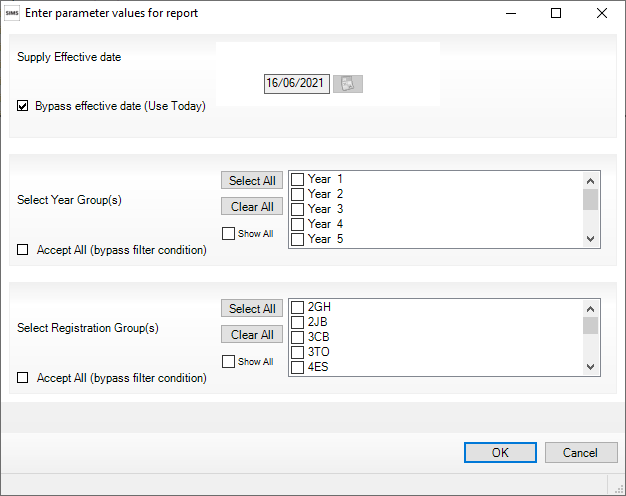 SIMS Enter parameter values for report
Supply Effective date
16/06/2021
Bypass effective date (Use Today)
Select Year Group(s)
Select All
Clear All
Show All
Year 1
Year 2
Year 3
Year 4
Year 5
Accept All (bypass filter condition)
Select Registration Group(s)
Select All
Clear All
Show All
2GH
2JB
3CB
3TO
4ES
Accept All (bypass filter condition)
OK
Cancel